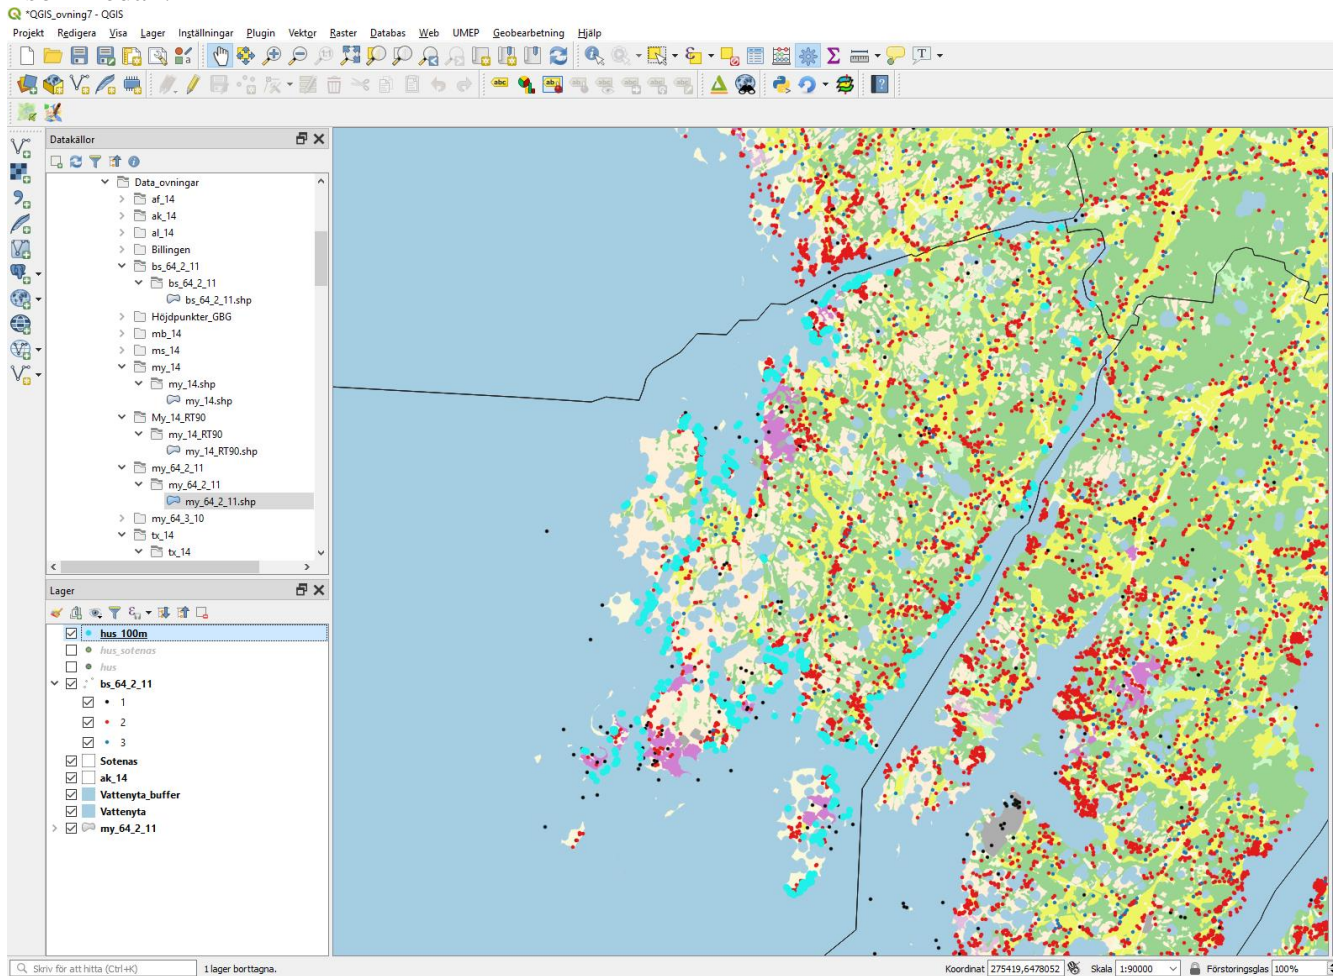 *QGIS_ovning7 - QGIS
Projekt Redigera Visa Lager Inställningar Plugin Vektor Raster Databas Web UMEP Geobearbetning Hjälp
Datakällor
Data_ovningar
af_14
ak_14
al_14
Billingen
bs_64_2_11
bs_64_2_11
bs_64_2_11.shp
Höjdpunkter_GBG
mb_14
ms_14
my_14
my_14.shp
my_14.shp
My_14_RT90
my_14_RT90
my_14_RT90.shp
my_64_2_11
my_64_2_11
my_64_2_11.shp
my_64_3_10
tx_14
tx_14
Lager
hus_100m
hus_sotenas
hus
bs_64_2_11
1
2
3
Sotenas
ak_14
Vattenyta_buffer
Vattenyta
my_64_2_11
Skriv för att hitta (Ctrl+K) 1 lager borttagna. Koordinat 275419,6478052 Skala 1:90000 Förstoringsglas 100%